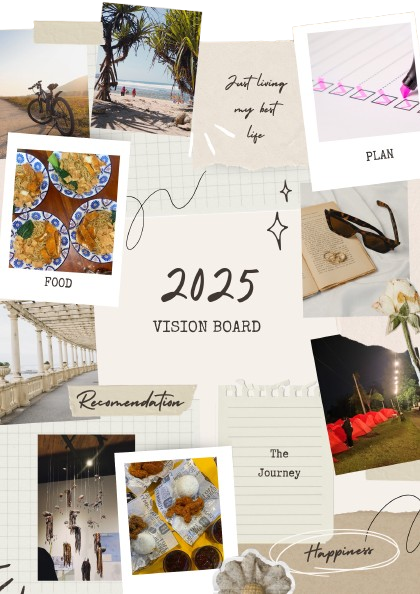 Just living
my best
life
PLAN
FOOD
2025
VISION BOARD
Recomendation
The
Journey
Happiness